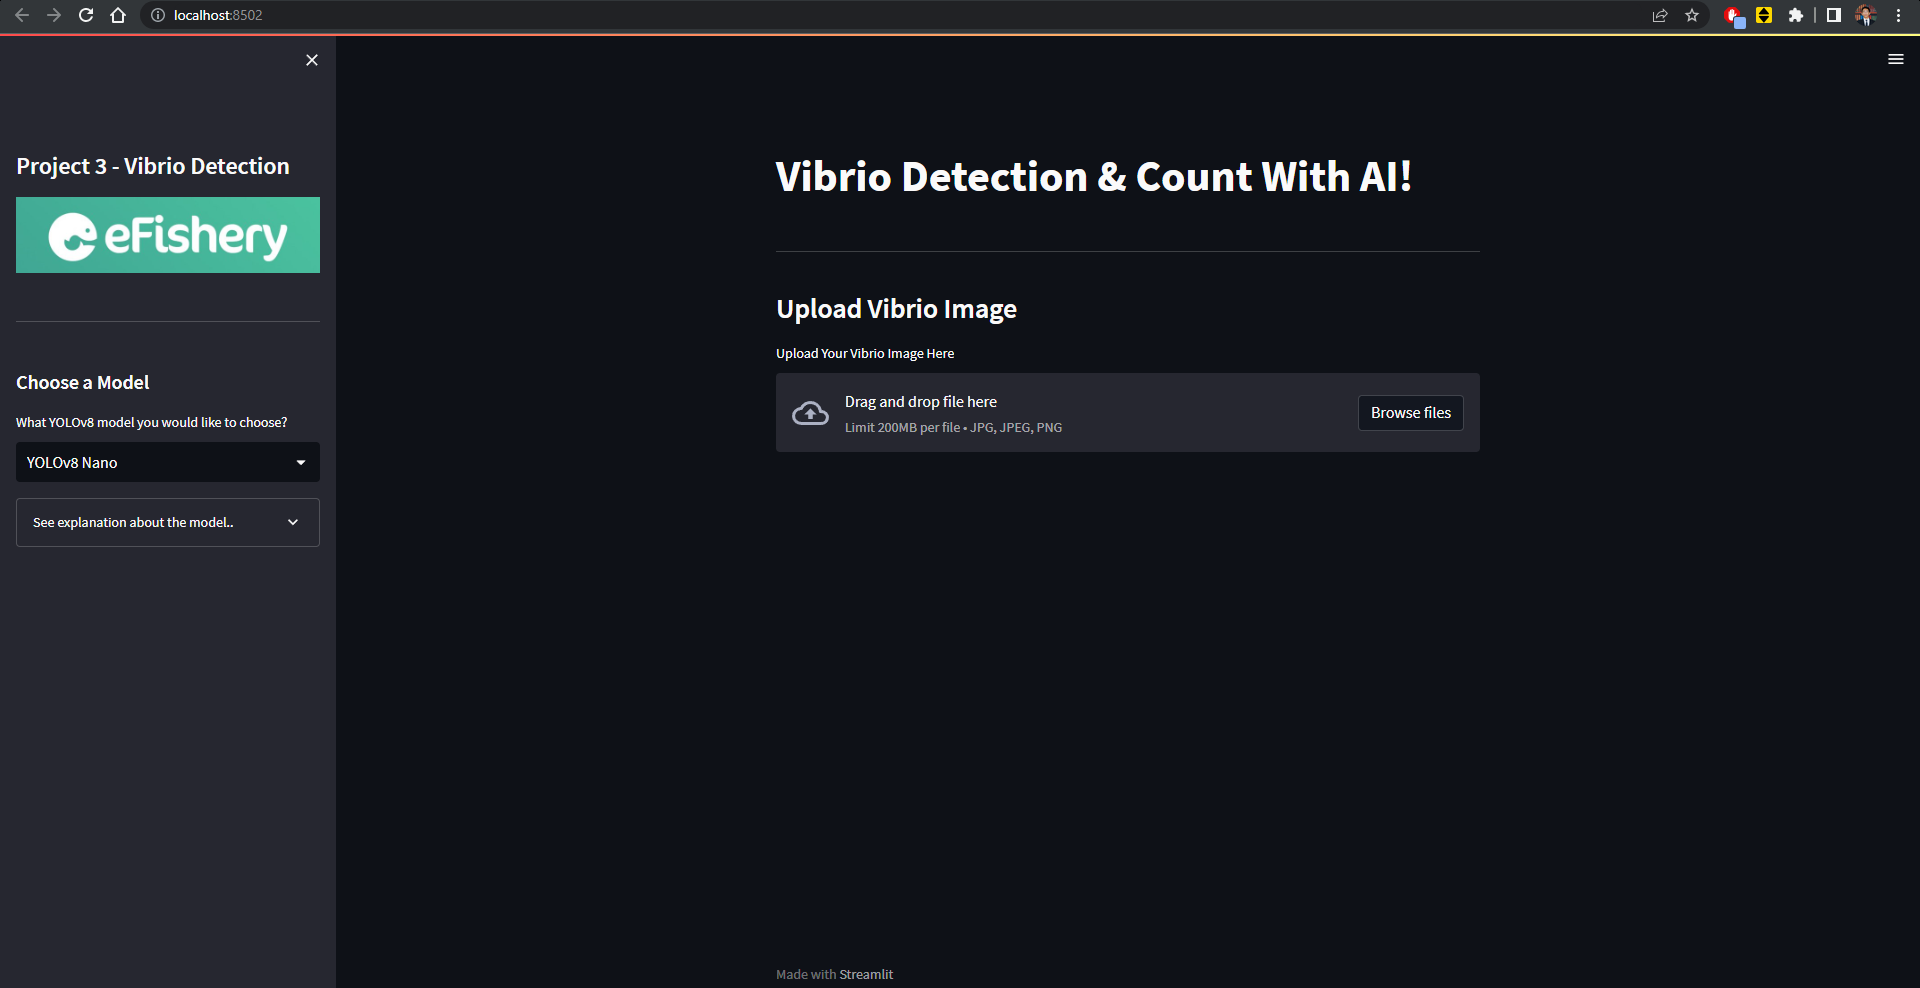 localhost:8502
Project 3 - Vibrio Detection
eFishery
Choose a Model
What YOLOv8 model you would like to choose?
YOLOv8 Nano
See explanation about the model..
Vibrio Detection & Count With AI!
Upload Vibrio Image
Upload Your Vibrio Image Here
Drag and drop file here
Limit 200MB per file • JPG, JPEG, PNG
Browse files
Made with Streamlit